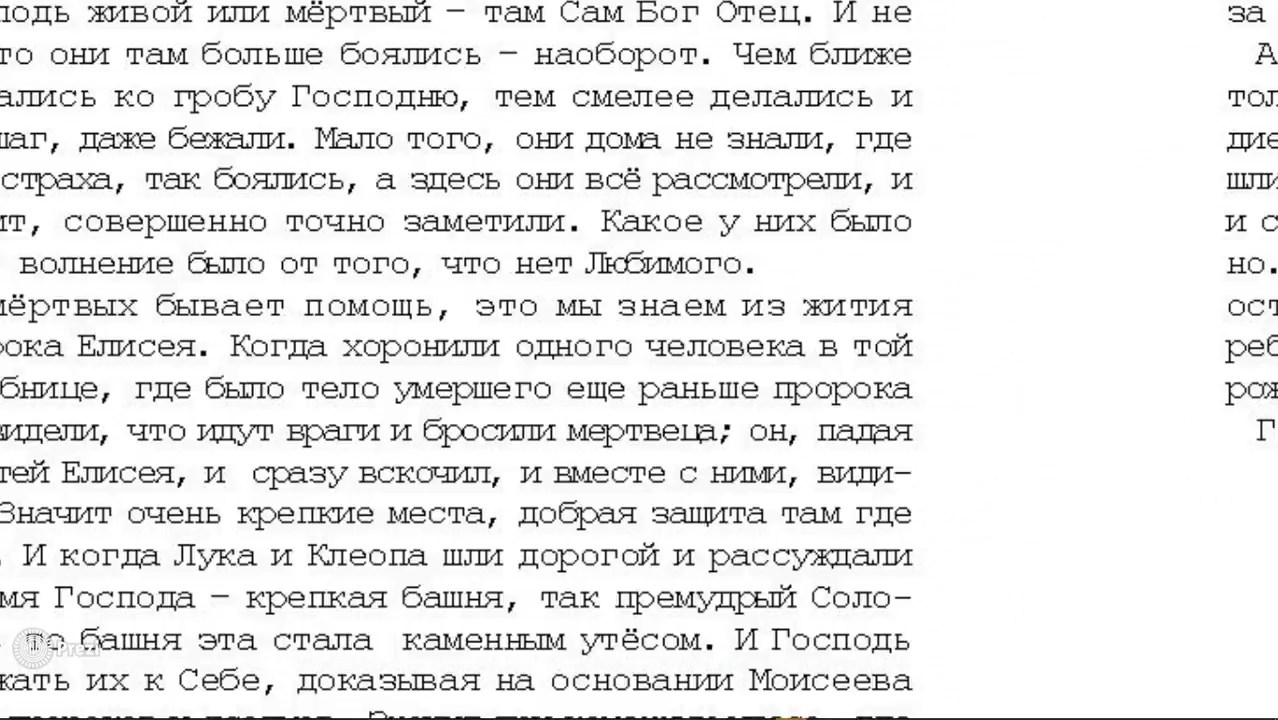 подь живой или мёртвый – там Сам Бог Отец. И не
то они там больше боялись – наоборот. Чем ближе
ались ко гробу Господню, тем смелее делались и
шаг, даже бежали. Мало того, они дома не знали, где
страха, так боялись, а здесь они всё рассмотрели, и
ит, совершенно точно заметили. Какое у них было
волнение было от того, что нет Любимого.
мёртвых бывает помощь, это мы знаем из жития
рока Елисея. Когда хоронили одного человека в той
бнице, где было тело умершего еще раньше пророка
видели, что идут враги и бросили мертвеца; он, падая
тей Елисея, и сразу вскочил, и вместе с ними, види-
Значит очень крепкие места, добрая защита там где
И когда Лука и Клеопа шли дорогой и рассуждали
мя Господа – крепкая башня, так премудрый Соло-
то башня эта стала каменным утёсом. И Господь
жать их к Себе, доказывая на основании Моисеева
за
А
тол
дие
шли
и с
но.
ост
реб
рож
Г
Prezi